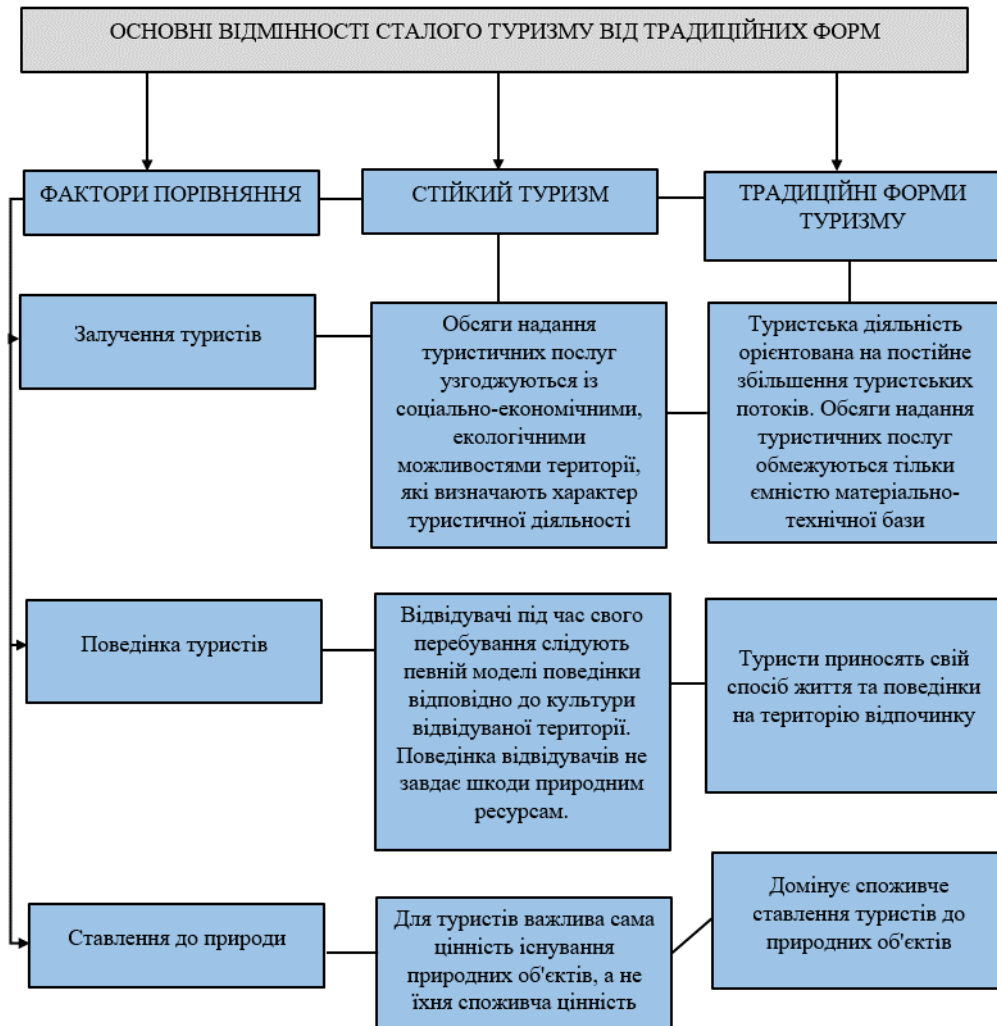 ОСНОВНІ ВІДМІННОСТІ СТАЛОГО ТУРИЗМУ ВІД ТРАДИЦІЙНИХ ФОРМ
ФАКТОРИ ПОРІВНЯННЯ
СТІЙКИЙ ТУРИЗМ
ТРАДИЦІЙНІ ФОРМИ
ТУРИЗМУ
Залучення туристів
Обсяги надання
туристичних послуг
узгоджуються із
соціально-економічними,
екологічними
можливостями території,
які визначають характер
туристичної діяльності
Туристська діяльність
орієнтована на постійне
збільшення туристських
потоків. Обсяги надання
туристичних послуг
обмежуються тільки
ємністю матеріально-
технічної бази
Поведінка туристів
Відвідувачі під час свого
перебування слідують
певній моделі поведінки
відповідно до культури
відвідуваної території.
Поведінка відвідувачів не
завдає шкоди природним
ресурсам.
Туристи приносять свій
спосіб життя та поведінки
на територію відпочинку
Ставлення до природи
Для туристів важлива сама
цінність існування
природних об'єктів, а не
їхня споживча цінність
Домінує споживче
ставлення туристів до
природних об'єктів